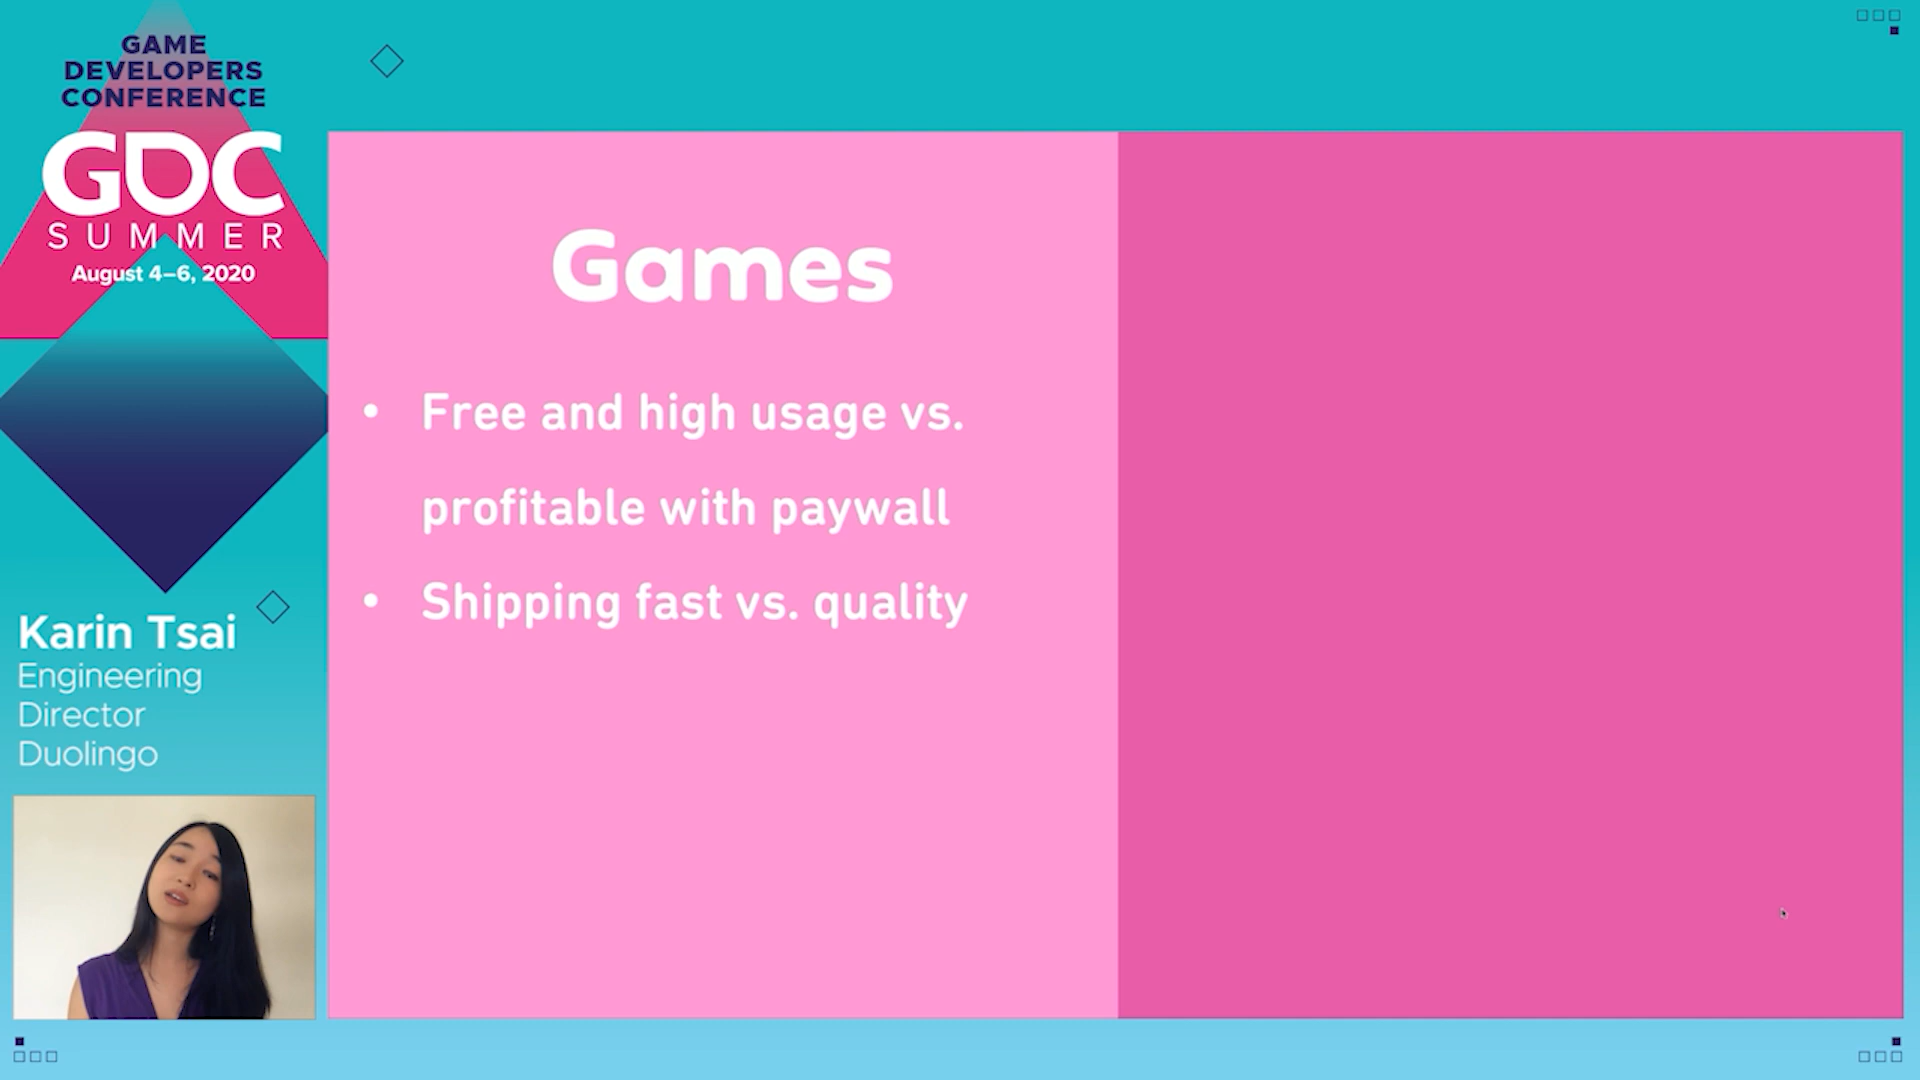 GAME
DEVELOPERS
CONFERENCE
GDC
SUMMER
August 4–6, 2020
Karin Tsai
Engineering
Director
Duolingo
Games
• Free and high usage vs.
profitable with paywall
• Shipping fast vs. quality